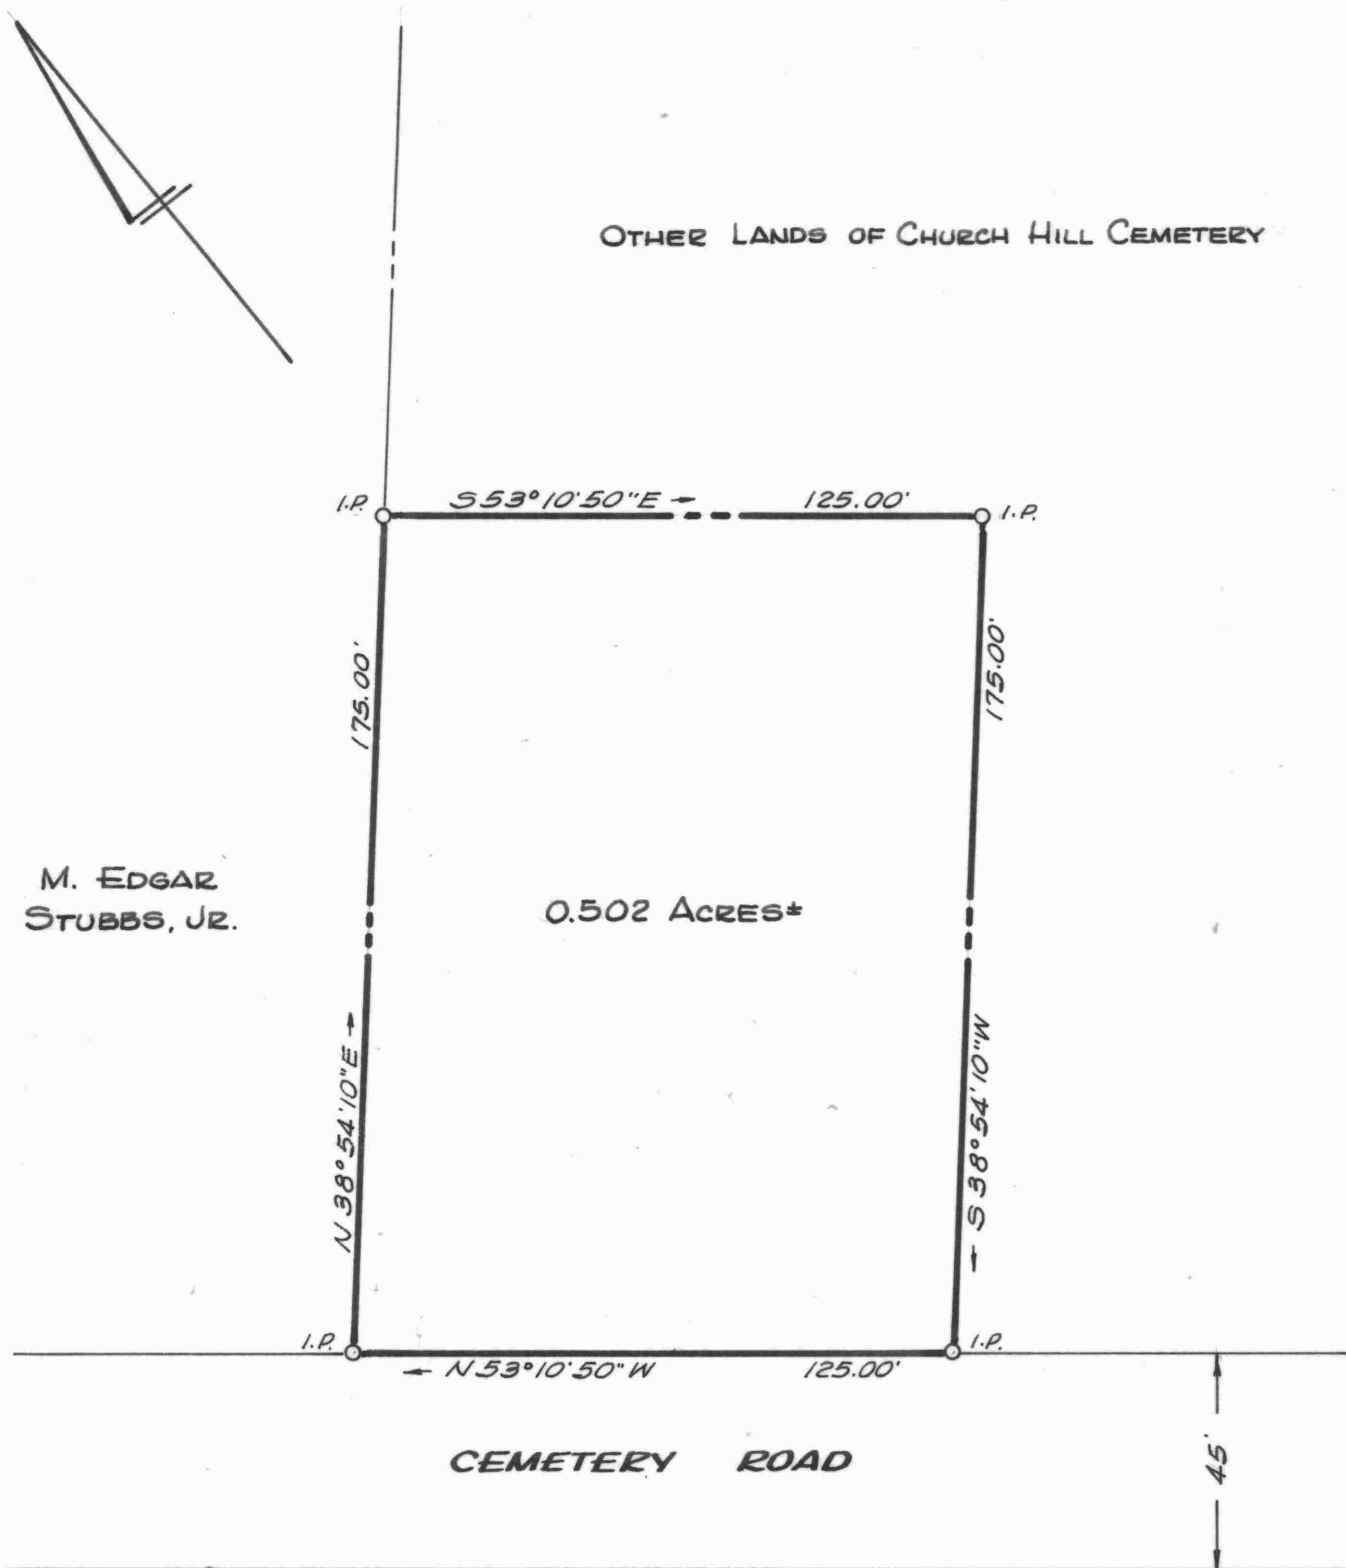 OTHER LANDS OF CHURCH HILL CEMETERY
I.P.
S 53° 10' 50" E →
125.00'
I.P.
175.00'
175.00'
M. EDGAR
STUBBS, JR.
0.502 ACRES±
N 38° 54' 10" E →
← S 38° 54' 10" W
I.P.
I.P.
← N 53° 10' 50" W
125.00'
CEMETERY ROAD
45'